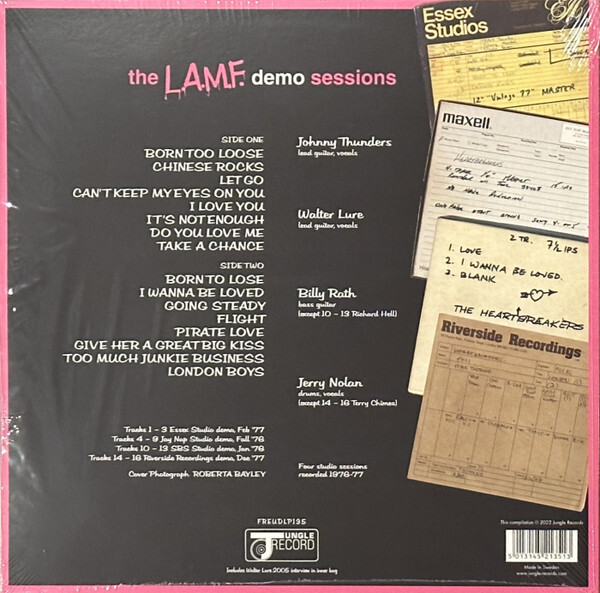 the L.A.M.F. demo sessions
SIDE ONE
BORN TOO LOOSE
CHINESE ROCKS
LET GO
CAN'T KEEP MY EYES ON YOU
I LOVE YOU
IT'S NOT ENOUGH
DO YOU LOVE ME
TAKE A CHANCE
SIDE TWO
BORN TO LOSE
I WANNA BE LOVED
GOING STEADY
FLIGHT
PIRATE LOVE
GIVE HER A GREAT BIG KISS
TOO MUCH JUNKIE BUSINESS
LONDON BOYS
Tracks 1 - 3 Essex Studio demo, Feb '77
Tracks 4 - 9 Jay Nap Studio demo, Fall '76
Tracks 10 - 13 SBS Studio demo, Jan '76
Tracks 14 - 16 Riverside Recordings demo, Dec '77
Cover Photograph ROBERTA BAYLEY
Johnny Thunders
lead guitar, vocals
Walter Lure
lead guitar, vocals
Billy Rath
bass guitar
(except 10 - 13 Richard Hell)
Jerry Nolan
drums, vocals
(except 14 - 16 Terry Chimes)
Four studio sessions
recorded 1976-77
Essex
Studios
12" "Vintage 77" MASTER
maxell
2 TR. 7½ IPS
1. LOVE
2. I WANNA BE LOVED.
3. BLANK
THE HEARTBREAKERS
Riverside Recordings
FREUDLP135
JUNGLE
RECORD
Includes Walter Lure 2005 interview in inner bag
This compilation © 2022 Jungle Records
5 013145 213513
Made in Sweden
www.jungle-records.com